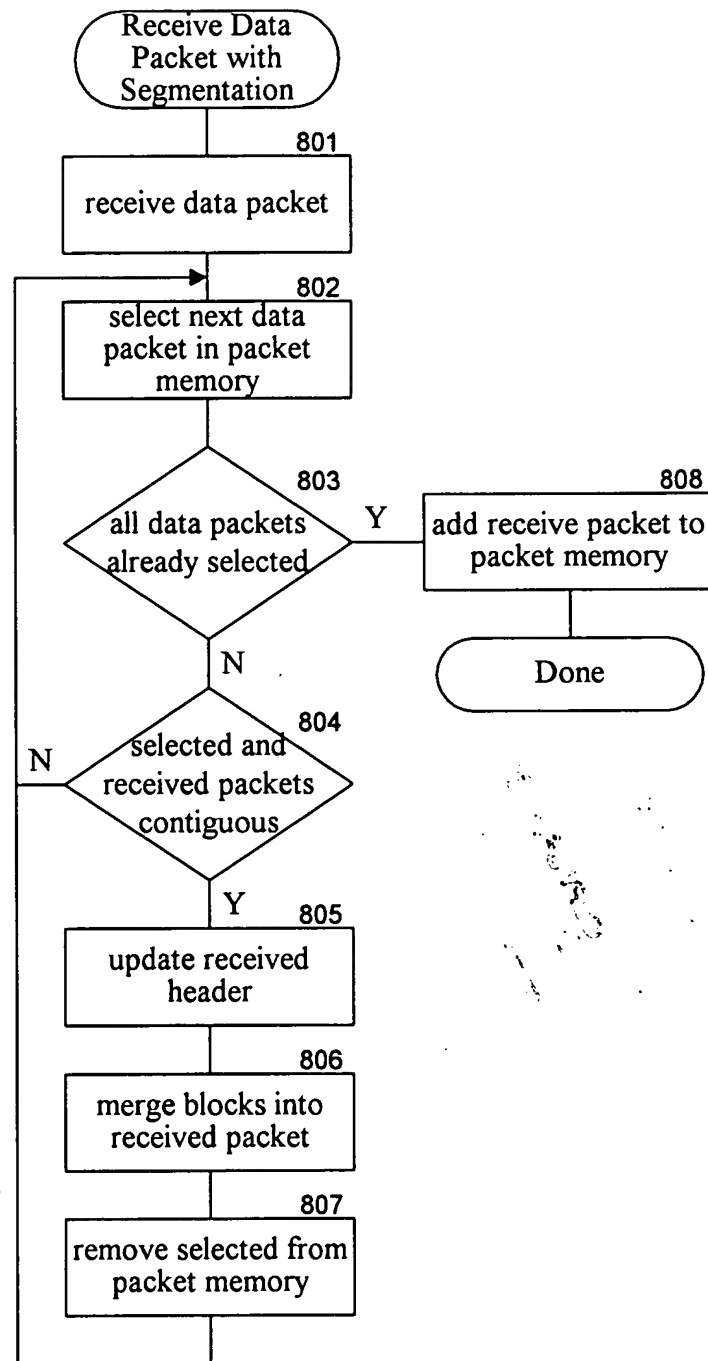 Receive Data
Packet with
Segmentation
801
receive data packet
802
select next data
packet in packet
memory
803
all data packets
already selected
Y
808
add receive packet to
packet memory
Done
N
804
selected and
received packets
contiguous
N
Y
805
update received
header
806
merge blocks into
received packet
807
remove selected from
packet memory